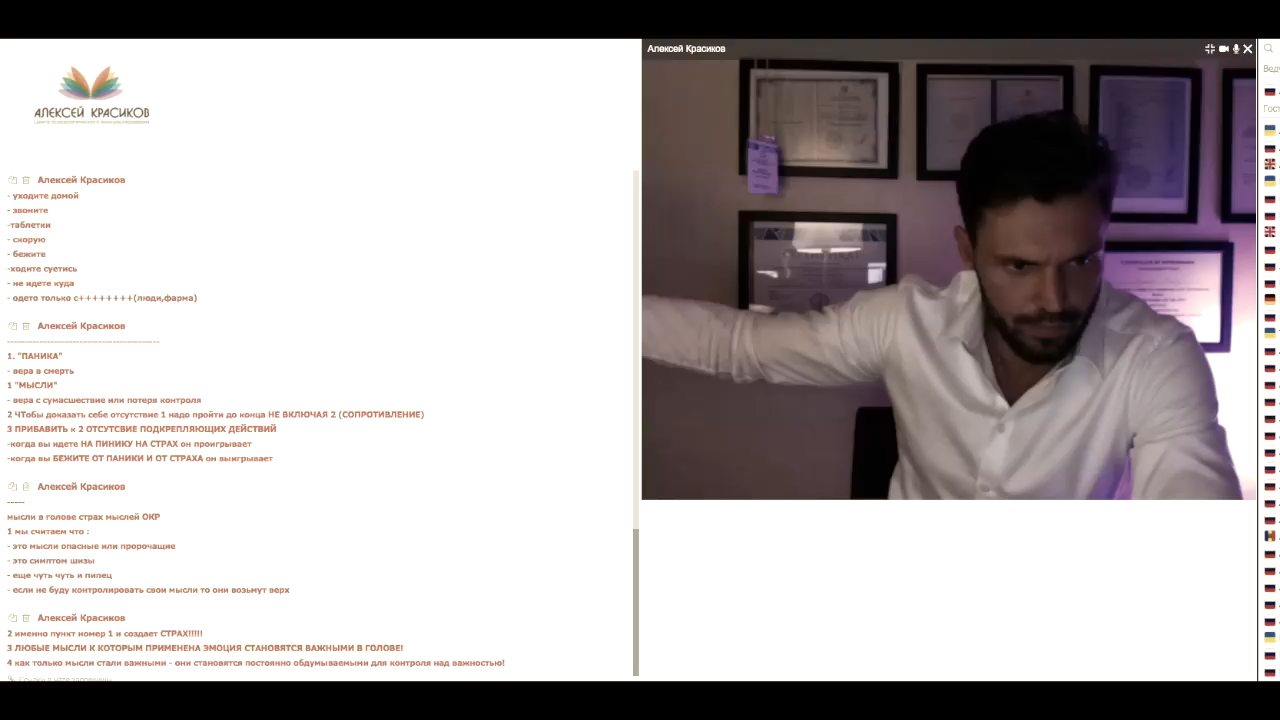 АЛЕКСЕЙ КРАСИКОВ
Алексей Красиков
- уходите домой
- звоните
-таблетки
- скорую
- бежите
-ходите суетись
- не идете куда
- одето только с++++++++(люди,фарма)
Алексей Красиков
--------------------------------------------
1. "ПАНИКА"
- вера в смерть
1 "МЫСЛИ"
- вера с сумасшествие или потеря контроля
2 ЧТобы доказать себе отсутствие 1 надо пройти до конца НЕ ВКЛЮЧАЯ 2 (СОПРОТИВЛЕНИЕ)
3 ПРИБАВИТЬ к 2 ОТСУТСВИЕ ПОДКРЕПЛЯЮЩИХ ДЕЙСТВИЙ
-когда вы идете НА ПИНИКУ НА СТРАХ он проигрывает
-когда вы БЕЖИТЕ ОТ ПАНИКИ И ОТ СТРАХА он выигрывает
Алексей Красиков
-----
мысли в голове страх мыслей ОКР
1 мы считаем что :
- это мысли опасные или пророчащие
- это симптом шизы
- еще чуть чуть и пипец
- если не буду контролировать свои мысли то они возьмут верх
Алексей Красиков
2 именно пункт номер 1 и создает СТРАХ!!!!!
3 ЛЮБЫЕ МЫСЛИ К КОТОРЫМ ПРИМЕНЕНА ЭМОЦИЯ СТАНОВЯТСЯ ВАЖНЫМИ В ГОЛОВЕ!
4 как только мысли стали важными - они становятся постоянно обдумываемыми для контроля над важностью!
Алексей Красиков